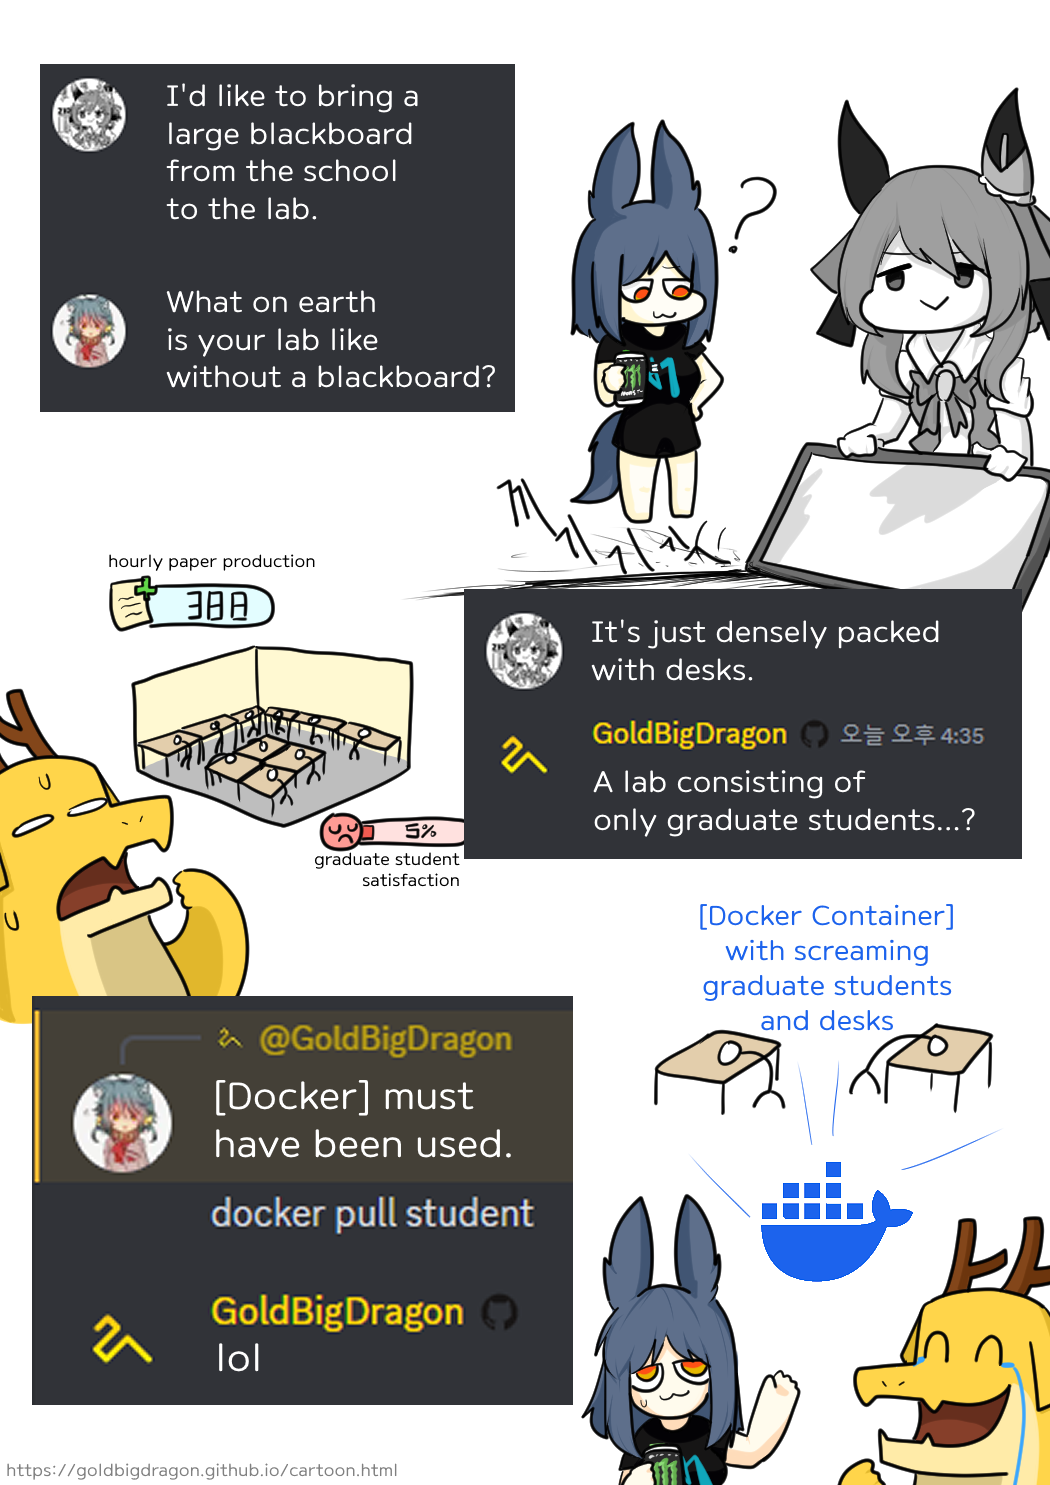 I'd like to bring a
large blackboard
from the school
to the lab.
What on earth
is your lab like
without a blackboard?
hourly paper production
388
It's just densely packed
with desks.
GoldBigDragon 오늘 오후 4:35
A lab consisting of
only graduate students...?
5%
graduate student
satisfaction
[Docker Container]
with screaming
graduate students
and desks
@GoldBigDragon
[Docker] must
have been used.
docker pull student
GoldBigDragon
lol
https://goldbigdragon.github.io/cartoon.html